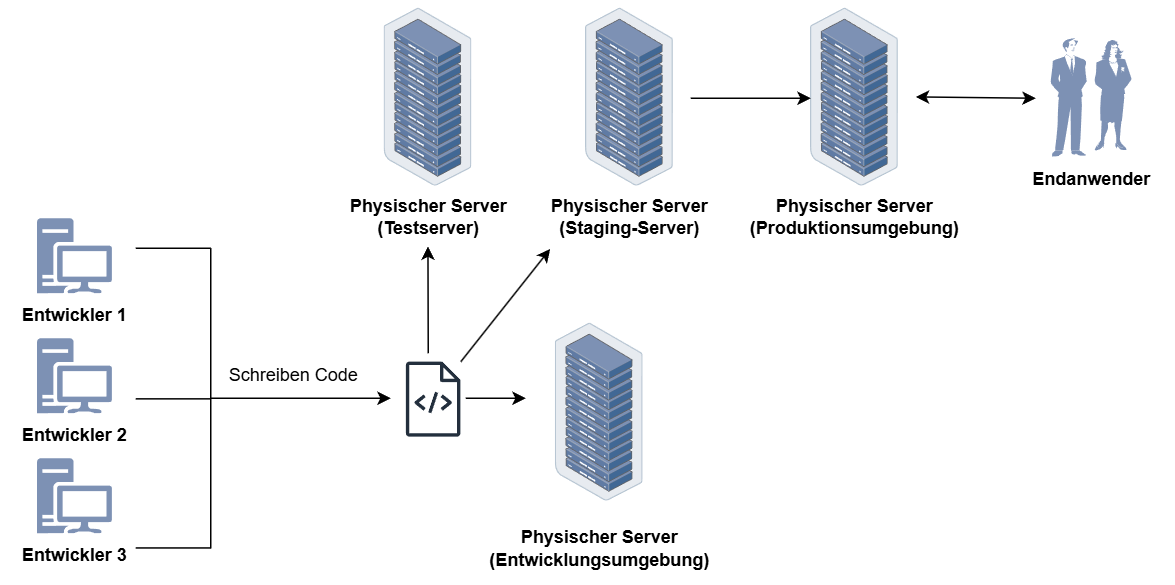 Physischer Server
(Testserver)
Physischer Server
(Staging-Server)
Physischer Server
(Produktionsumgebung)
Endanwender
Entwickler 1
Entwickler 2
Entwickler 3
Schreiben Code
</>
Physischer Server
(Entwicklungsumgebung)